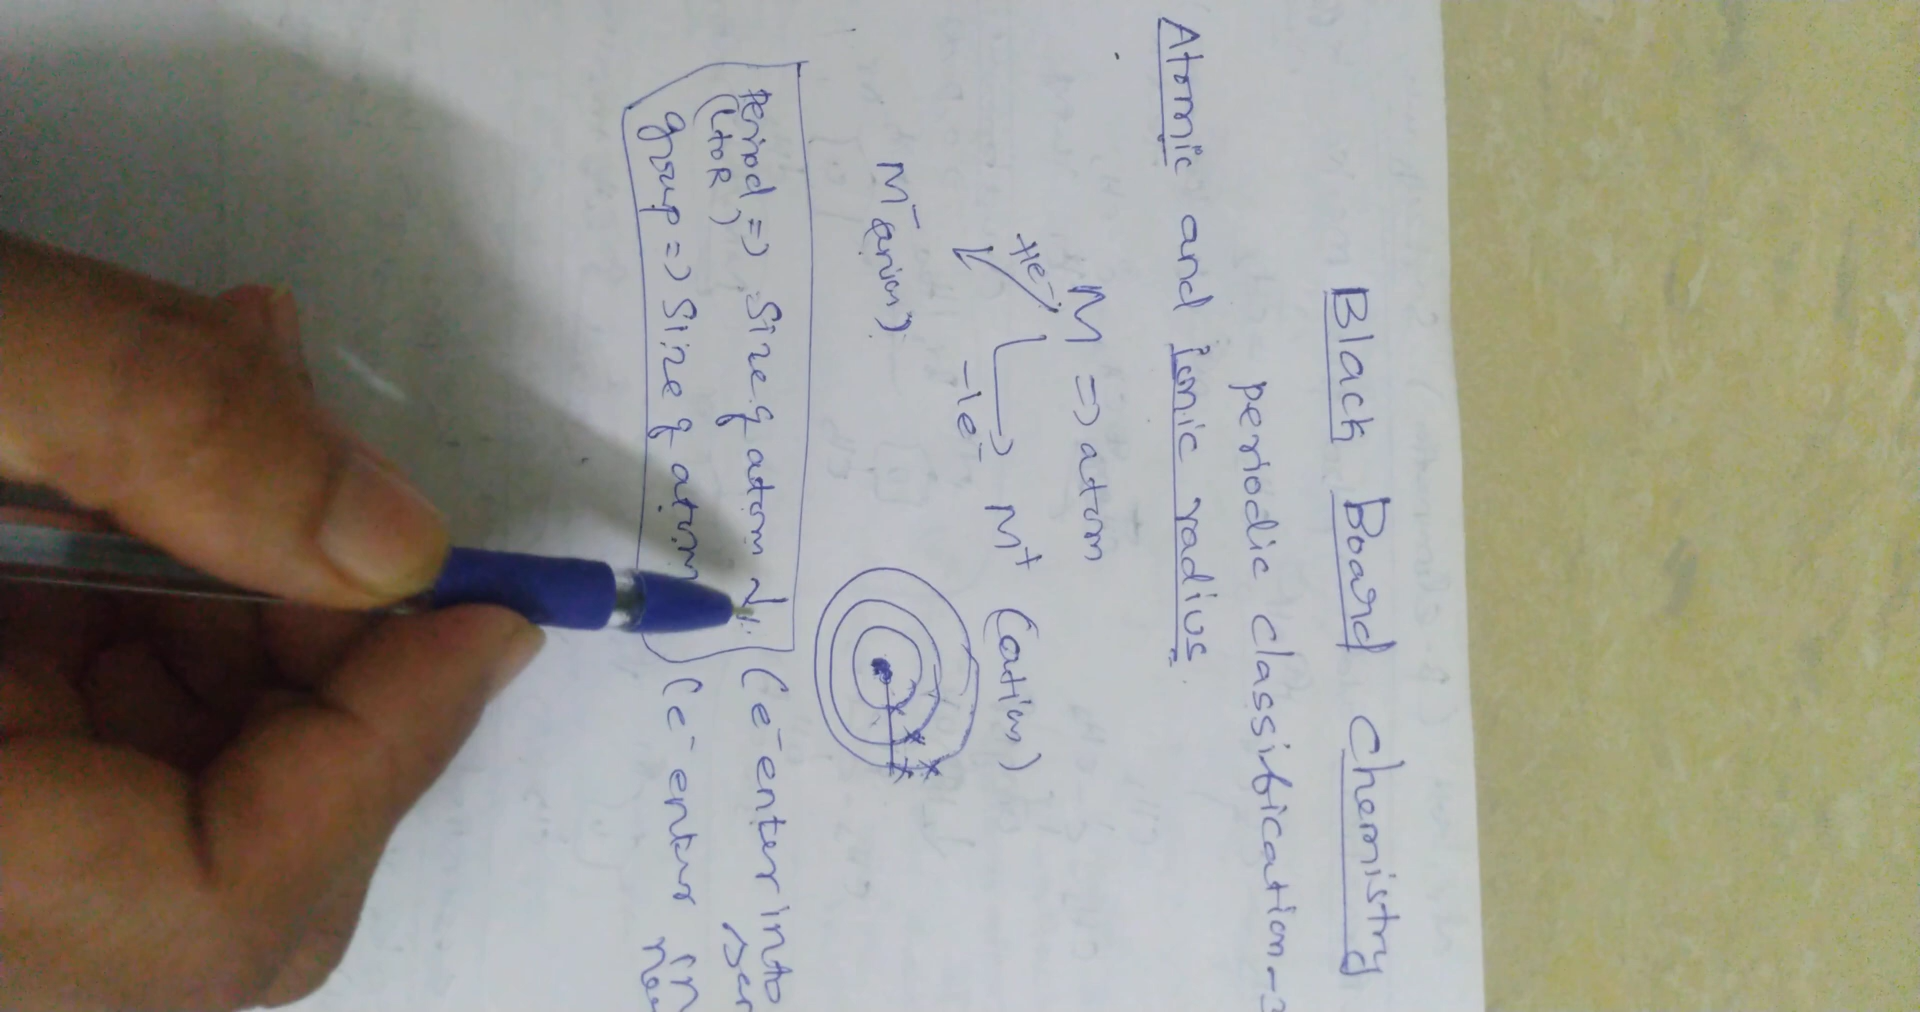 Black Board Chemistry
periodic classification-3
Atomic and Ionic radius.
M => atom
+1e-
-1e-
M+ (Cation)
M- (anion)
Period => Size of atom ↓ (e- enter into
(L to R)
group => Size of atom (e- enter in